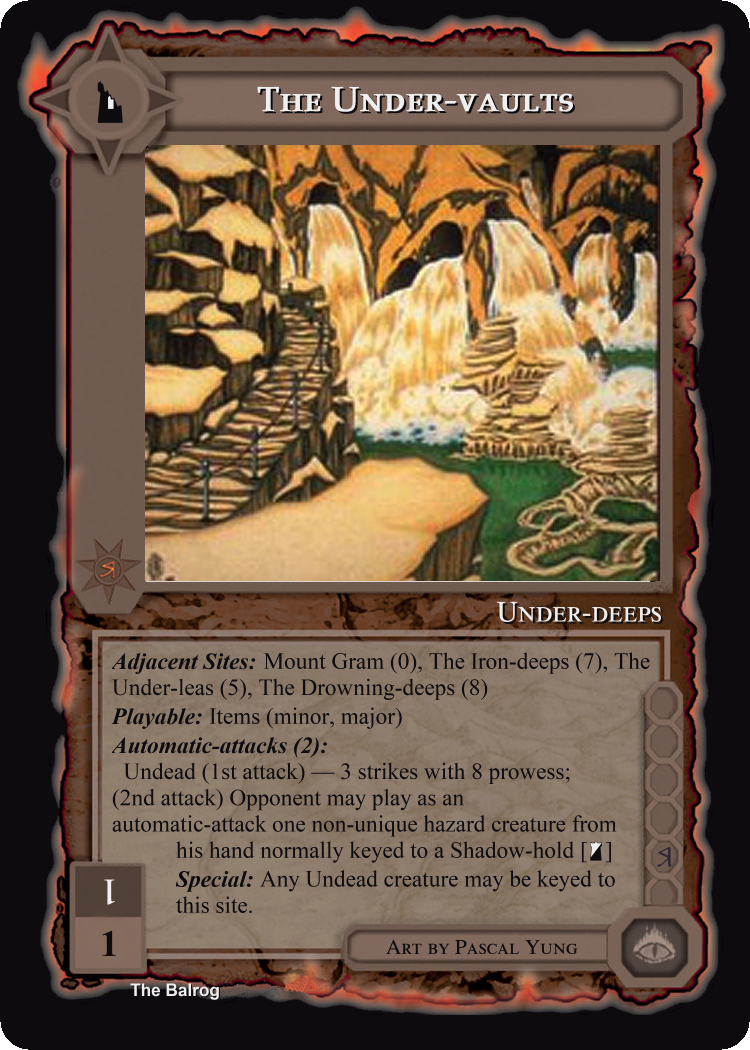 The Under-vaults
Under-deeps
Adjacent Sites: Mount Gram (0), The Iron-deeps (7), The
Under-leas (5), The Drowning-deeps (8)
Playable: Items (minor, major)
Automatic-attacks (2):
Undead (1st attack) — 3 strikes with 8 prowess;
(2nd attack) Opponent may play as an
automatic-attack one non-unique hazard creature from
his hand normally keyed to a Shadow-hold [ ]
Special: Any Undead creature may be keyed to
this site.
1
1
Art by Pascal Yung
The Balrog